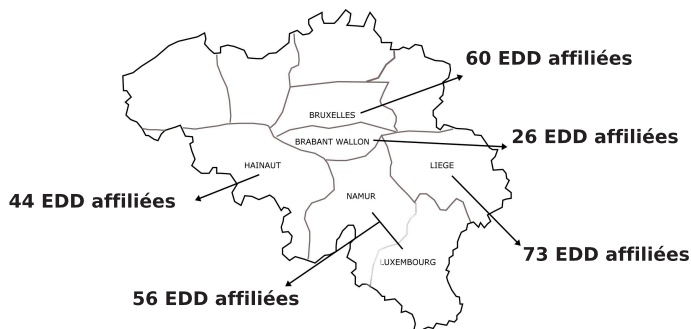 60 EDD affiliées
BRUXELLES
26 EDD affiliées
BRABANT WALLON
HAINAUT
LIEGE
44 EDD affiliées
NAMUR
73 EDD affiliées
LUXEMBOURG
56 EDD affiliées